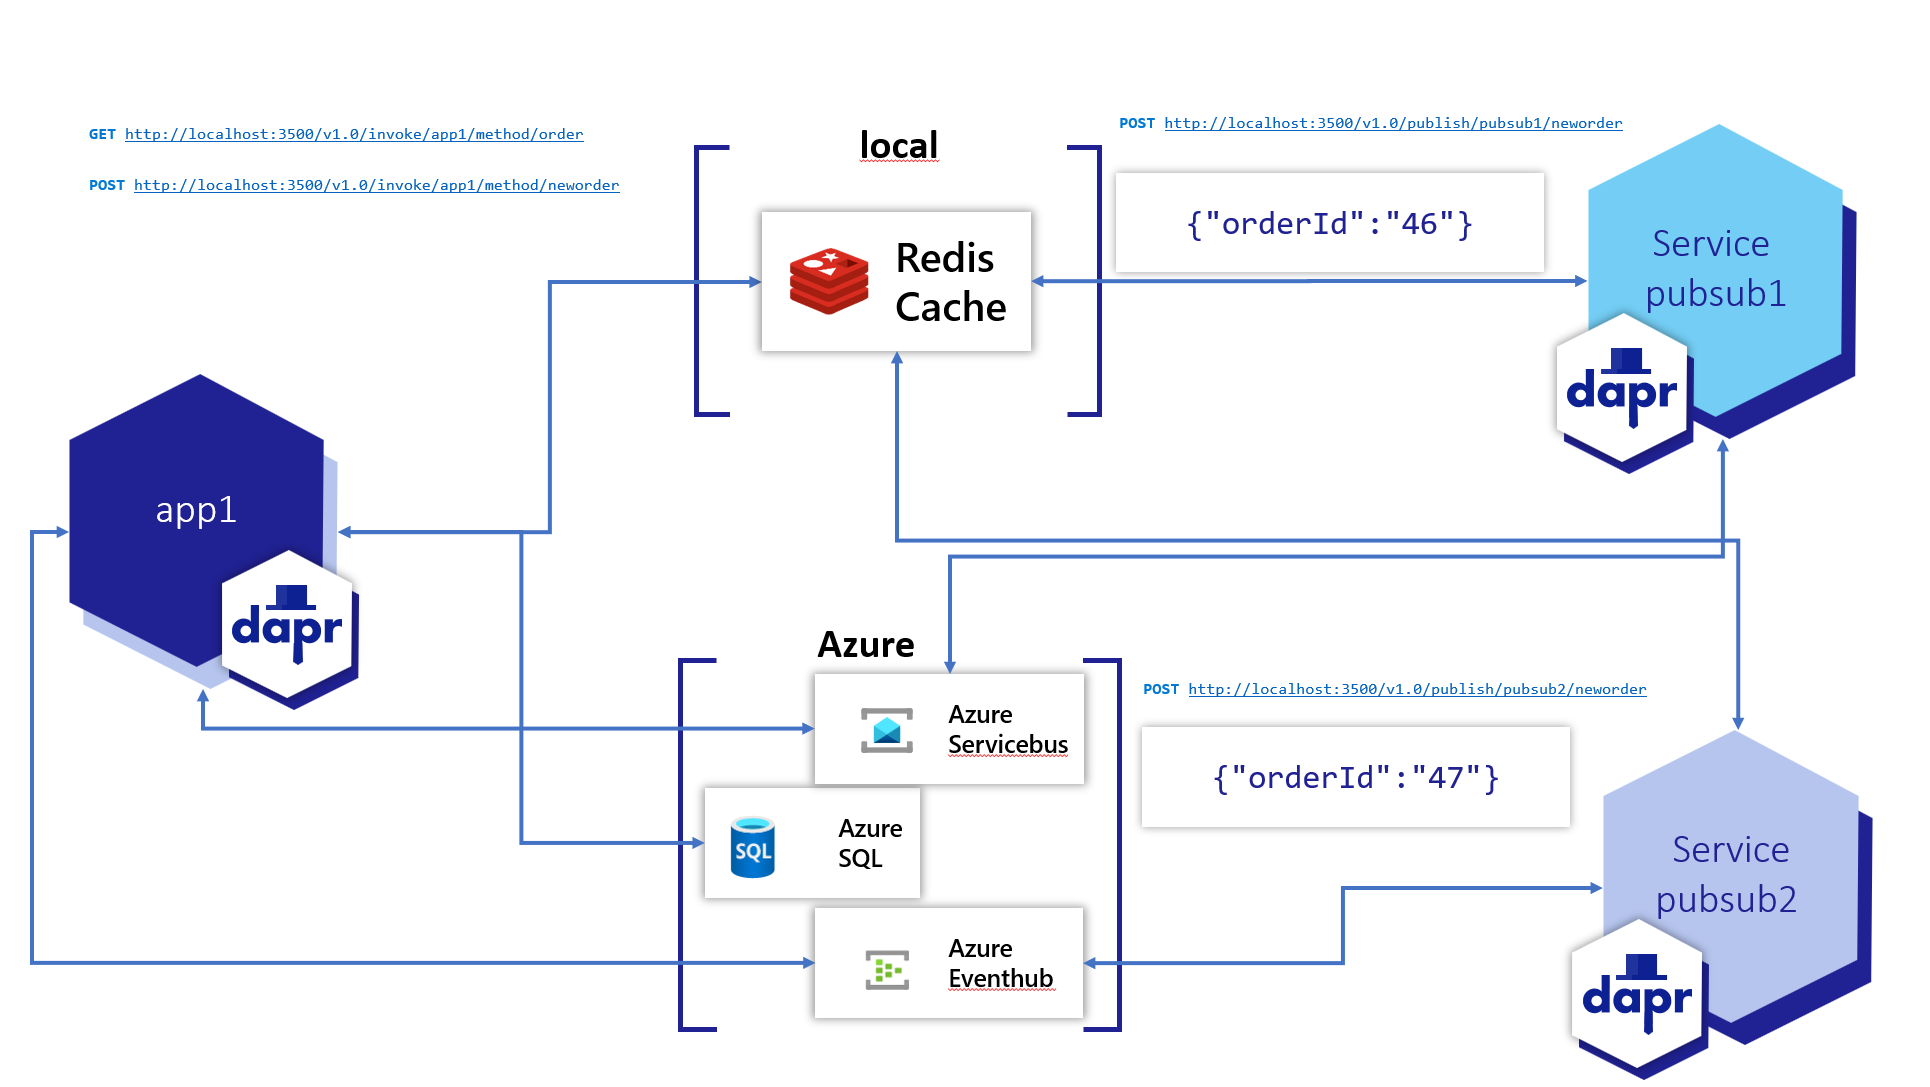 GET http://localhost:3500/v1.0/invoke/app1/method/order
POST http://localhost:3500/v1.0/invoke/app1/method/neworder
local
Redis
Cache
POST http://localhost:3500/v1.0/publish/pubsub1/neworder
{"orderId":"46"}
Service
pubsub1
dapr
app1
dapr
Azure
Azure
Servicebus
SQL
Azure
SQL
Azure
Eventhub
POST http://localhost:3500/v1.0/publish/pubsub2/neworder
{"orderId":"47"}
Service
pubsub2
dapr